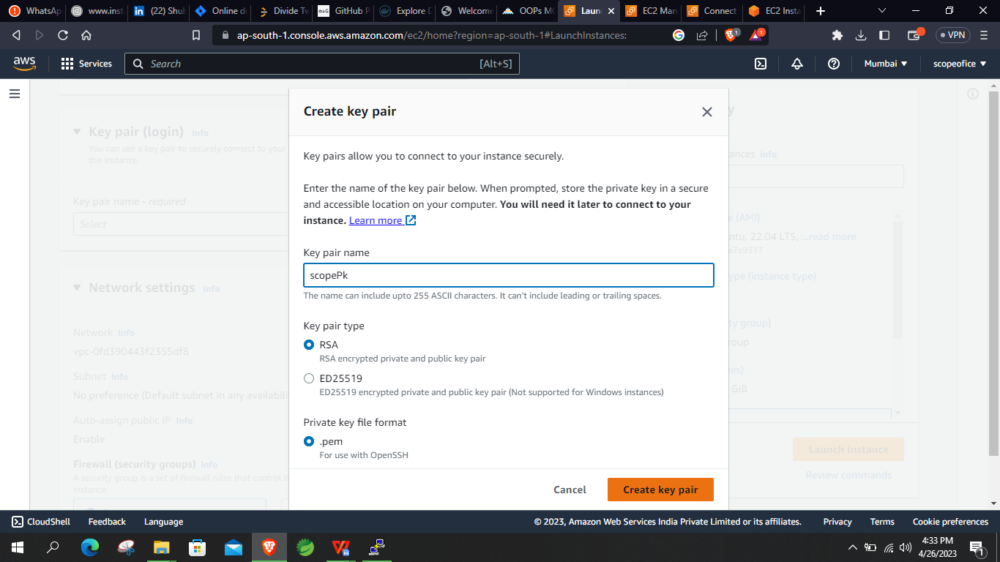 WhatsAp
www.inst
(22) Shul
Online do
Divide Tw
GitHub P
Explore D
Welcome
OOPs MC
Laun
EC2 Man
Connect
EC2 Insta
ap-south-1.console.aws.amazon.com/ec2/home?region=ap-south-1#LaunchInstances:
1
1
VPN
aws
Services
Search
[Alt+S]
Mumbai
scopeofice
Create key pair
Key pair (login) Info
You can use a key pair to securely connect to your
the instance.
Key pair name - required
Select
Key pairs allow you to connect to your instance securely.
Enter the name of the key pair below. When prompted, store the private key in a secure
and accessible location on your computer. You will need it later to connect to your
instance. Learn more
Key pair name
scopePk
The name can include upto 255 ASCII characters. It can't include leading or trailing spaces.
Key pair type
RSA
RSA encrypted private and public key pair
ED25519
ED25519 encrypted private and public key pair (Not supported for Windows instances)
Private key file format
.pem
For use with OpenSSH
Cancel
Create key pair
Network settings Info
Network Info
vpc-0fd390443f2355df8
Subnet Info
No preference (Default subnet in any availabili
Auto-assign public IP Info
Enable
Firewall (security groups) Info
A security group is a set of firewall rules that control t
instance.
y
ances Info
e (AMI)
ntu, 22.04 LTS, ...read more
e7e9317
ype (instance type)
ty group)
roup
es)
GiB
Launch instance
Review commands
CloudShell
Feedback
Language
© 2023, Amazon Web Services India Private Limited or its affiliates.
Privacy
Terms
Cookie preferences
4:33 PM
4/26/2023
1